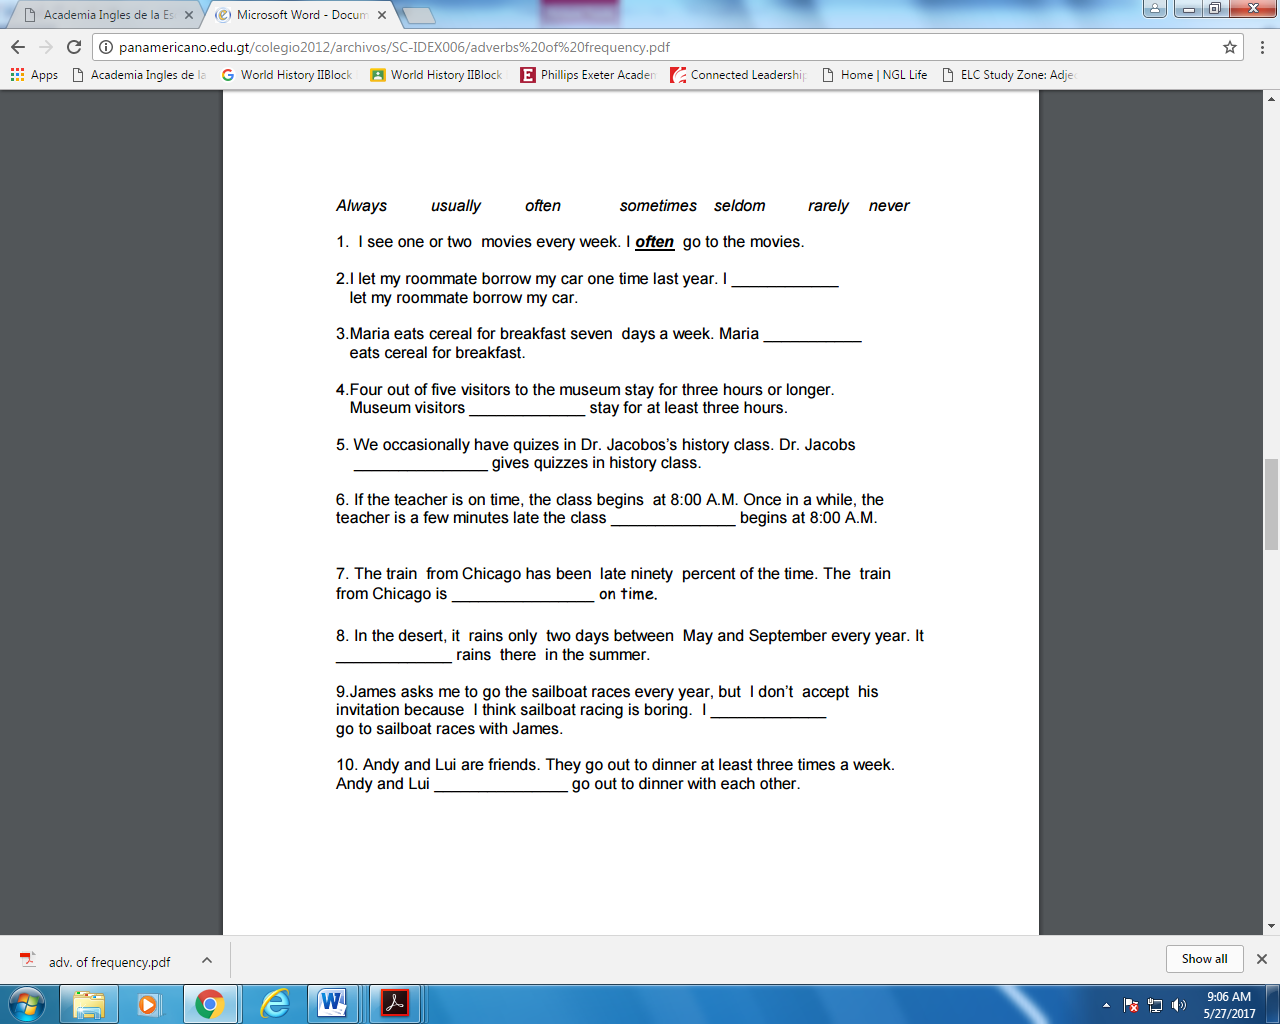 Academia Ingles de la Es
Microsoft Word - Docum
panamericano.edu.gt/colegio2012/archivos/SC-IDEX006/adverbs%20of%20frequency.pdf
Apps Academia Ingles de la World History IIBlock World History IIBlock Phillips Exeter Academ Connected Leadership Home | NGL Life ELC Study Zone: Adje
Always usually often sometimes seldom rarely never
1. I see one or two movies every week. I often go to the movies.
2.I let my roommate borrow my car one time last year. I ____________
let my roommate borrow my car.
3.Maria eats cereal for breakfast seven days a week. Maria ___________
eats cereal for breakfast.
4.Four out of five visitors to the museum stay for three hours or longer.
Museum visitors _____________ stay for at least three hours.
5. We occasionally have quizes in Dr. Jacobos’s history class. Dr. Jacobs
_______________ gives quizzes in history class.
6. If the teacher is on time, the class begins at 8:00 A.M. Once in a while, the
teacher is a few minutes late the class ______________ begins at 8:00 A.M.
7. The train from Chicago has been late ninety percent of the time. The train
from Chicago is ________________ on time.
8. In the desert, it rains only two days between May and September every year. It
_____________ rains there in the summer.
9.James asks me to go the sailboat races every year, but I don’t accept his
invitation because I think sailboat racing is boring. I _____________
go to sailboat races with James.
10. Andy and Lui are friends. They go out to dinner at least three times a week.
Andy and Lui _______________ go out to dinner with each other.
adv. of frequency.pdf
Show all
9:06 AM
5/27/2017